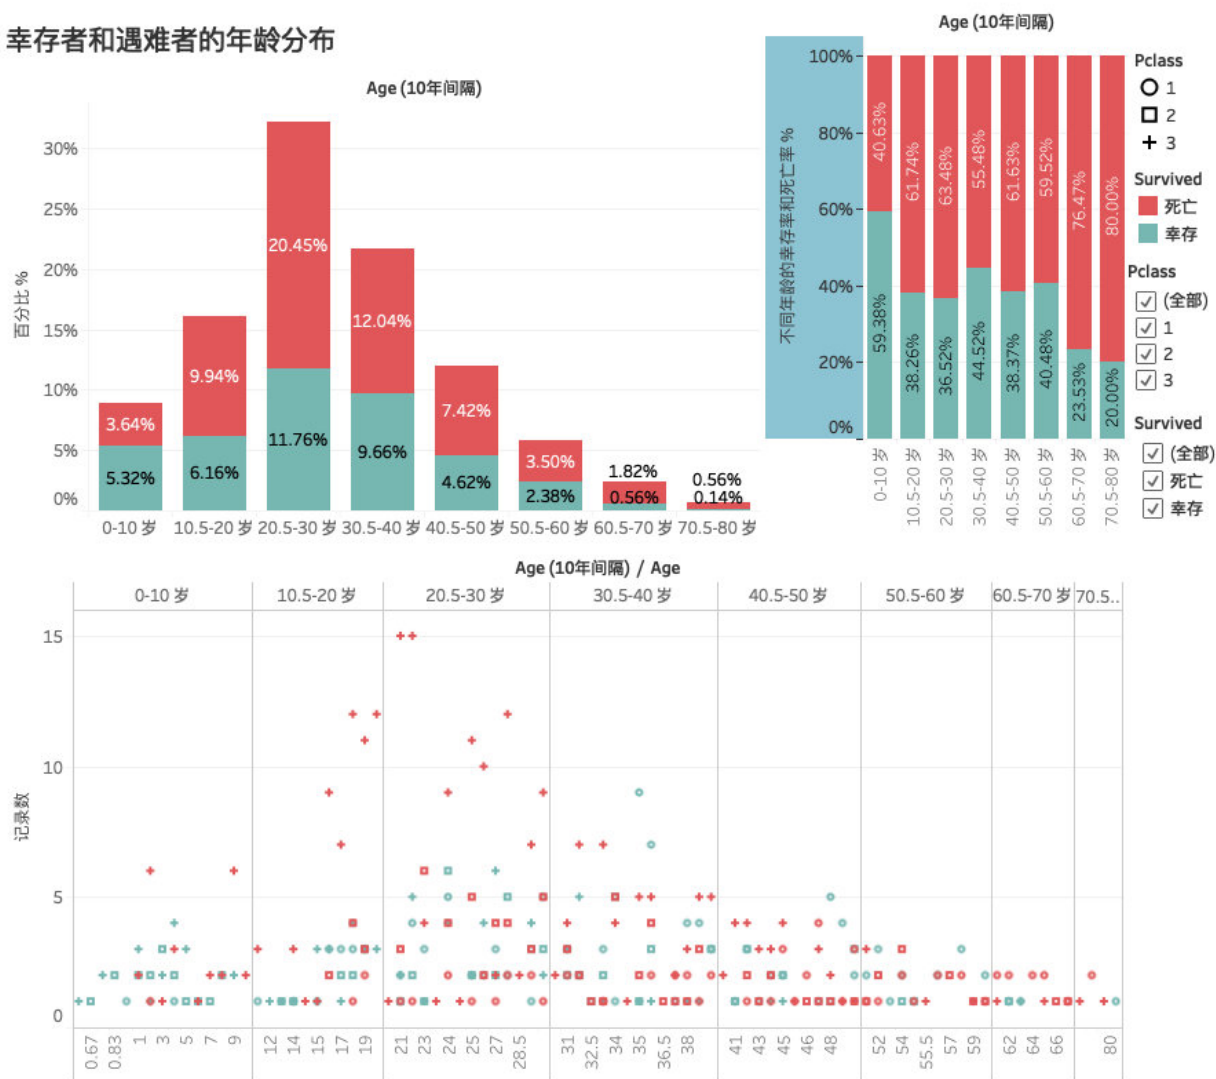 幸存者和遇难者的年龄分布
Age (10年间隔)
百分比 %
30%
25%
20%
15%
10%
5%
0%
3.64%
5.32%
9.94%
6.16%
20.45%
11.76%
12.04%
9.66%
7.42%
4.62%
3.50%
2.38%
1.82%
0.56%
0.56%
0.14%
0-10 岁
10.5-20 岁
20.5-30 岁
30.5-40 岁
40.5-50 岁
50.5-60 岁
60.5-70 岁
70.5-80 岁
Age (10年间隔)
不同年龄的幸存率和死亡率 %
100%
80%
60%
40%
20%
0%
40.63%
59.38%
61.74%
38.26%
63.48%
36.52%
55.48%
44.52%
61.63%
38.37%
59.52%
40.48%
76.47%
23.53%
80.00%
20.00%
0-10 岁
10.5-20 岁
20.5-30 岁
30.5-40 岁
40.5-50 岁
50.5-60 岁
60.5-70 岁
70.5-80 岁
Pclass
1
2
3
Survived
死亡
幸存
Pclass
(全部)
1
2
3
Survived
(全部)
死亡
幸存
Age (10年间隔) / Age
0-10 岁
10.5-20 岁
20.5-30 岁
30.5-40 岁
40.5-50 岁
50.5-60 岁
60.5-70 岁
70.5..
记录数
15
10
5
0
0.67
0.83
1
3
5
7
9
12
14
15
17
19
21
23
24
25
27
28.5
31
32.5
34
35
36.5
38
41
43
45
46
48
52
54
55.5
57
59
62
64
66
80